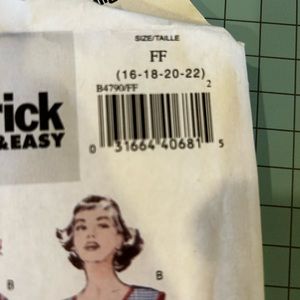 SIZE/TAILLE
FF
(16-18-20-22)
B4790/FF 2
0 31664 40681 5
rick
&EASY
B
B